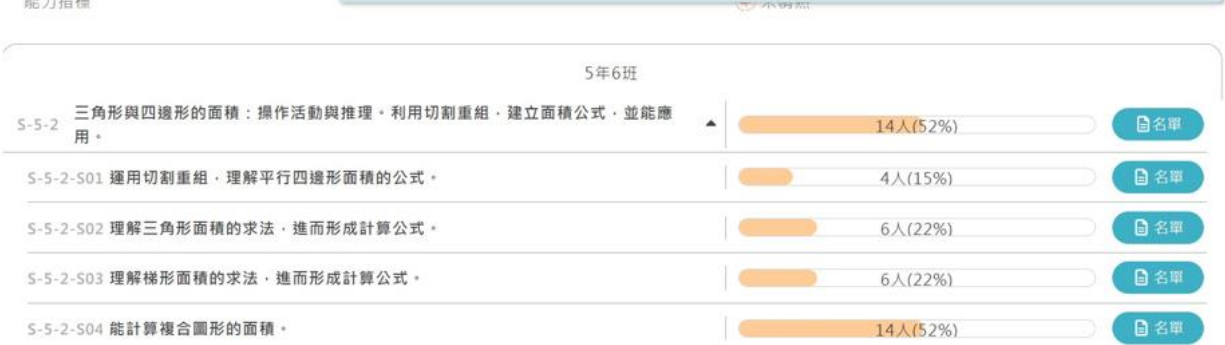 能力指標
未精熟
5年6班
S-5-2 三角形與四邊形的面積：操作活動與推理。利用切割重組，建立面積公式，並能應
用。
14人(52%) 名單
S-5-2-S01 運用切割重組，理解平行四邊形面積的公式。 4人(15%) 名單
S-5-2-S02 理解三角形面積的求法，進而形成計算公式。 6人(22%) 名單
S-5-2-S03 理解梯形面積的求法，進而形成計算公式。 6人(22%) 名單
S-5-2-S04 能計算複合圖形的面積。 14人(52%) 名單